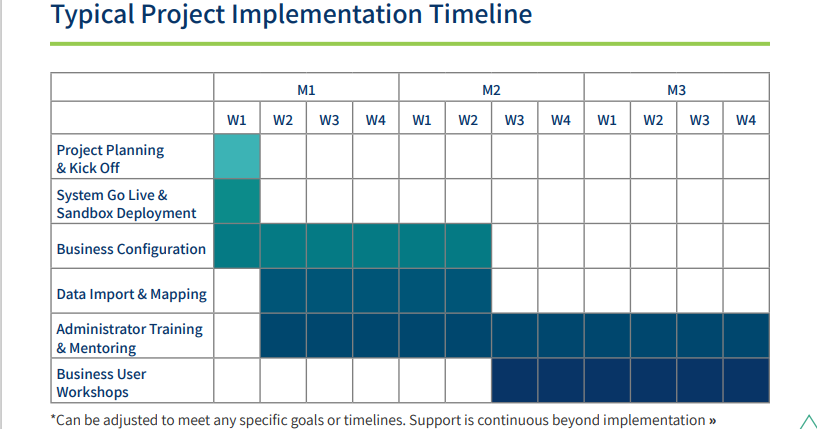 Typical Project Implementation Timeline
M1 M2 M3
W1 W2 W3 W4 W1 W2 W3 W4 W1 W2 W3 W4
Project Planning
& Kick Off
System Go Live &
Sandbox Deployment
Business Configuration
Data Import & Mapping
Administrator Training
& Mentoring
Business User
Workshops
*Can be adjusted to meet any specific goals or timelines. Support is continuous beyond implementation »